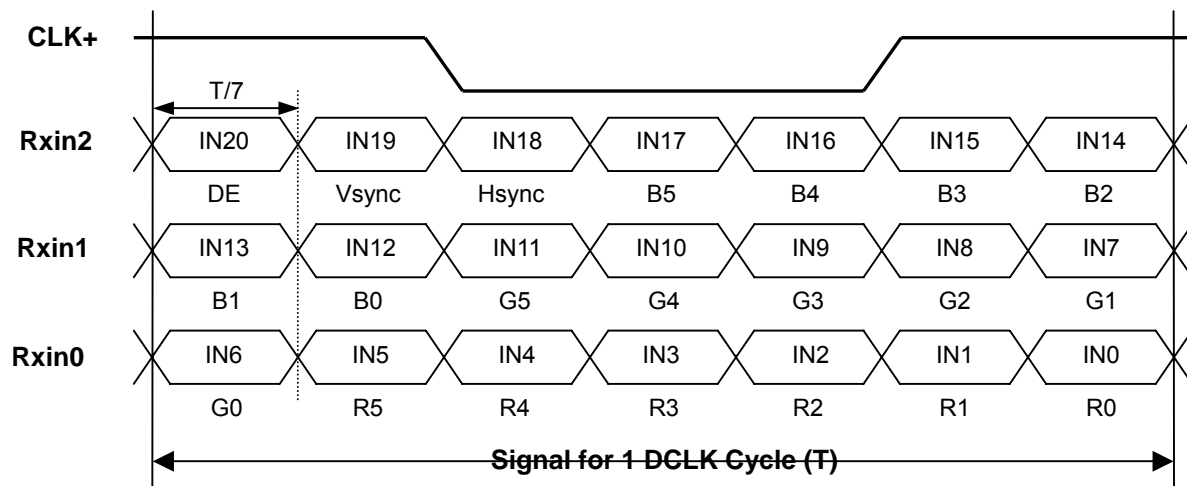 CLK+
T/7
Rxin2 IN20 IN19 IN18 IN17 IN16 IN15 IN14
DE Vsync Hsync B5 B4 B3 B2
Rxin1 IN13 IN12 IN11 IN10 IN9 IN8 IN7
B1 B0 G5 G4 G3 G2 G1
Rxin0 IN6 IN5 IN4 IN3 IN2 IN1 IN0
G0 R5 R4 R3 R2 R1 R0
Signal for 1 DCLK Cycle (T)